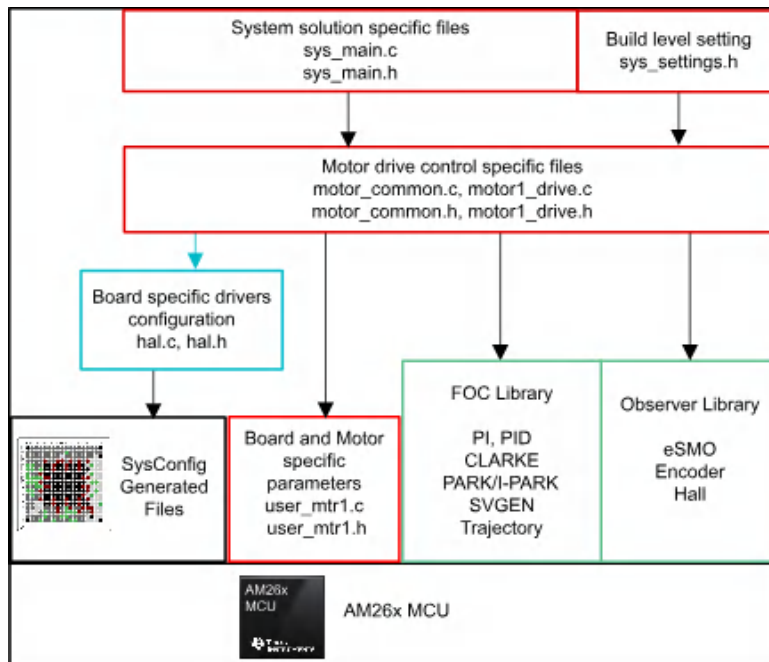 System solution specific files
sys_main.c
sys_main.h
Build level setting
sys_settings.h
Motor drive control specific files
motor_common.c, motor1_drive.c
motor_common.h, motor1_drive.h
Board specific drivers
configuration
hal.c, hal.h
SysConfig
Generated
Files
Board and Motor
specific
parameters
user_mtr1.c
user_mtr1.h
FOC Library
PI, PID
CLARKE
PARK/I-PARK
SVGEN
Trajectory
Observer Library
eSMO
Encoder
Hall
AM26x
MCU
AM26x MCU